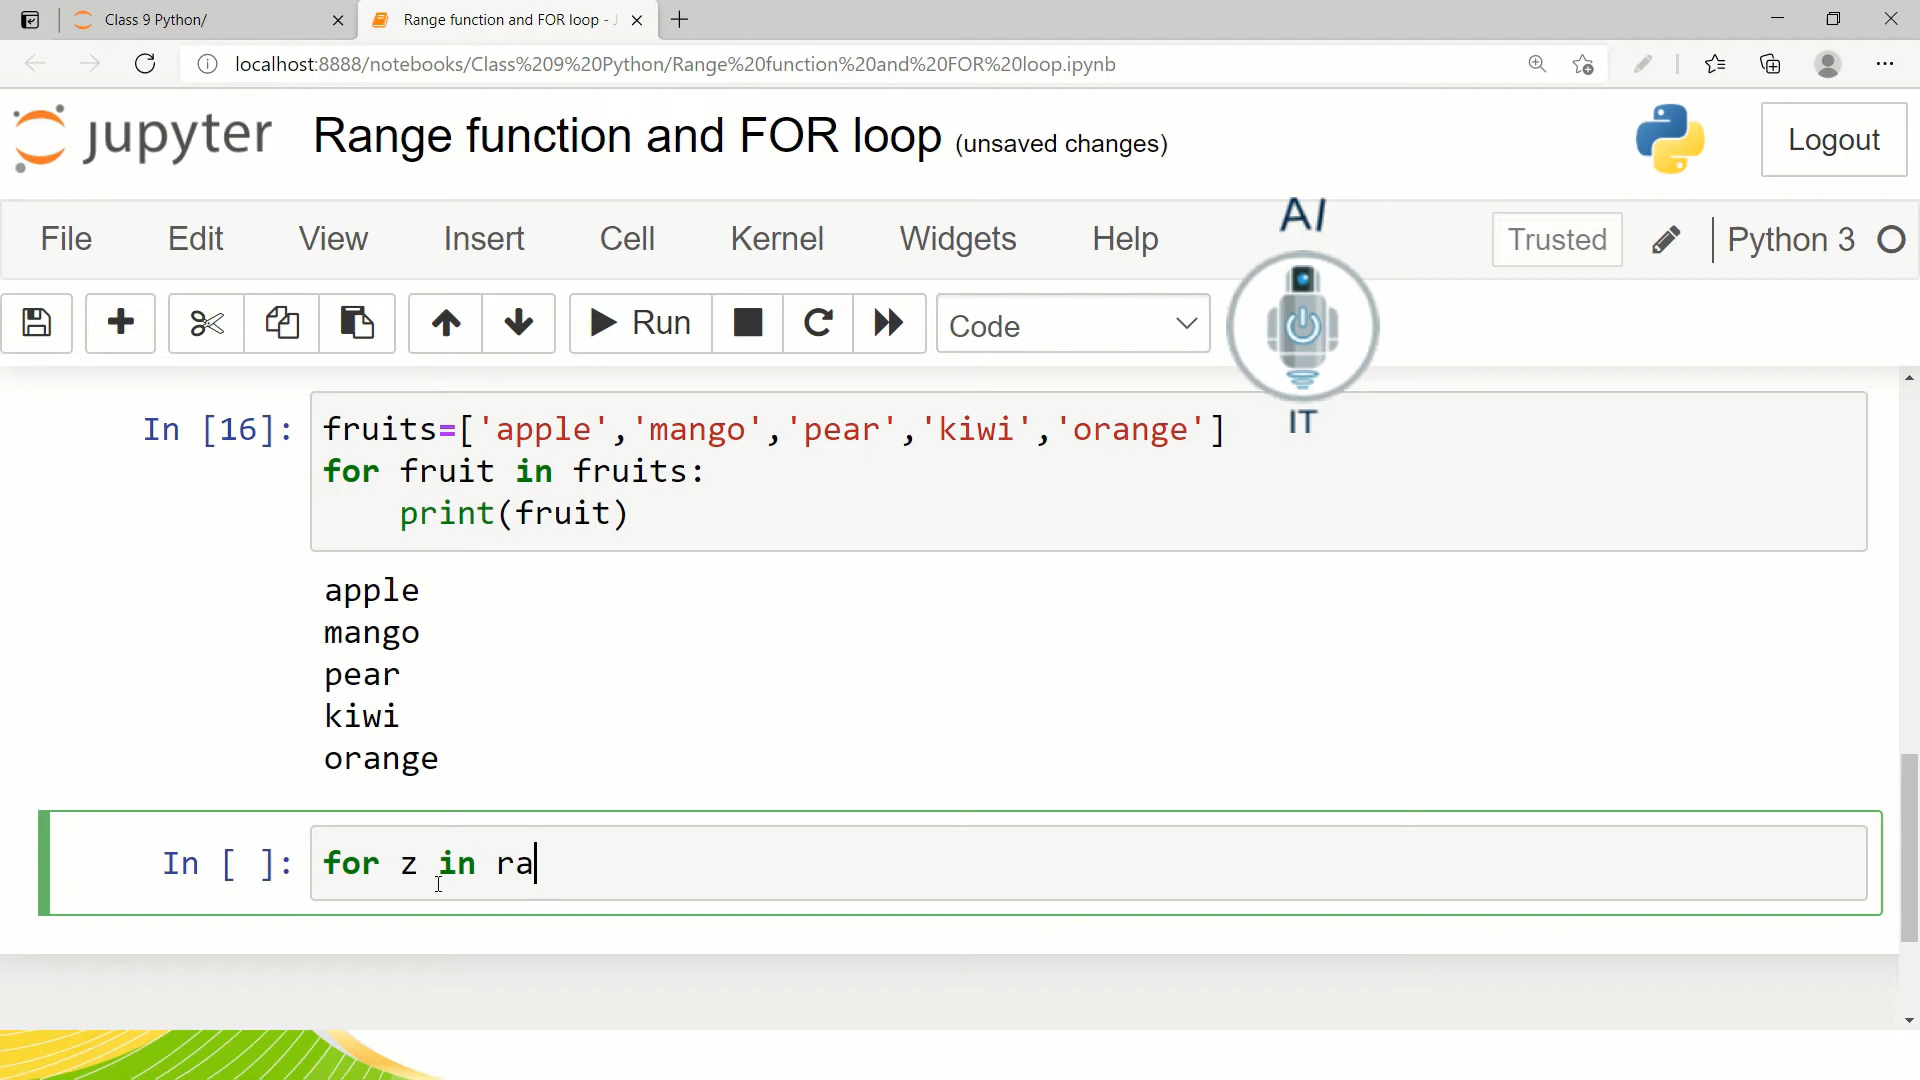 Class 9 Python/
Range function and FOR loop - J
localhost:8888/notebooks/Class%209%20Python/Range%20function%20and%20FOR%20loop.ipynb
jupyter Range function and FOR loop (unsaved changes)
Logout
File Edit View Insert Cell Kernel Widgets Help
Trusted
Python 3
Run
Code
AI
IT
In [16]: fruits=['apple','mango','pear','kiwi','orange']
for fruit in fruits:
    print(fruit)
apple
mango
pear
kiwi
orange
In [ ]: for z in ra